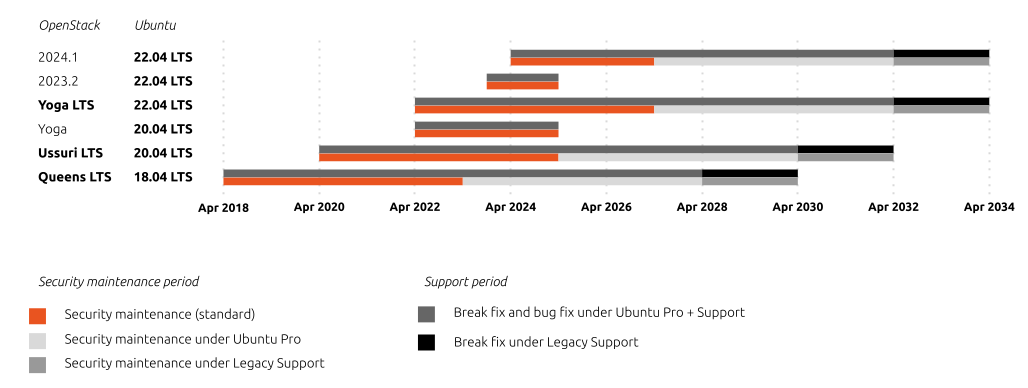 OpenStack Ubuntu
2024.1 22.04 LTS
2023.2 22.04 LTS
Yoga LTS 22.04 LTS
Yoga 20.04 LTS
Ussuri LTS 20.04 LTS
Queens LTS 18.04 LTS
Apr 2018 Apr 2020 Apr 2022 Apr 2024 Apr 2026 Apr 2028 Apr 2030 Apr 2032 Apr 2034
Security maintenance period
Security maintenance (standard)
Security maintenance under Ubuntu Pro
Security maintenance under Legacy Support
Support period
Break fix and bug fix under Ubuntu Pro + Support
Break fix under Legacy Support